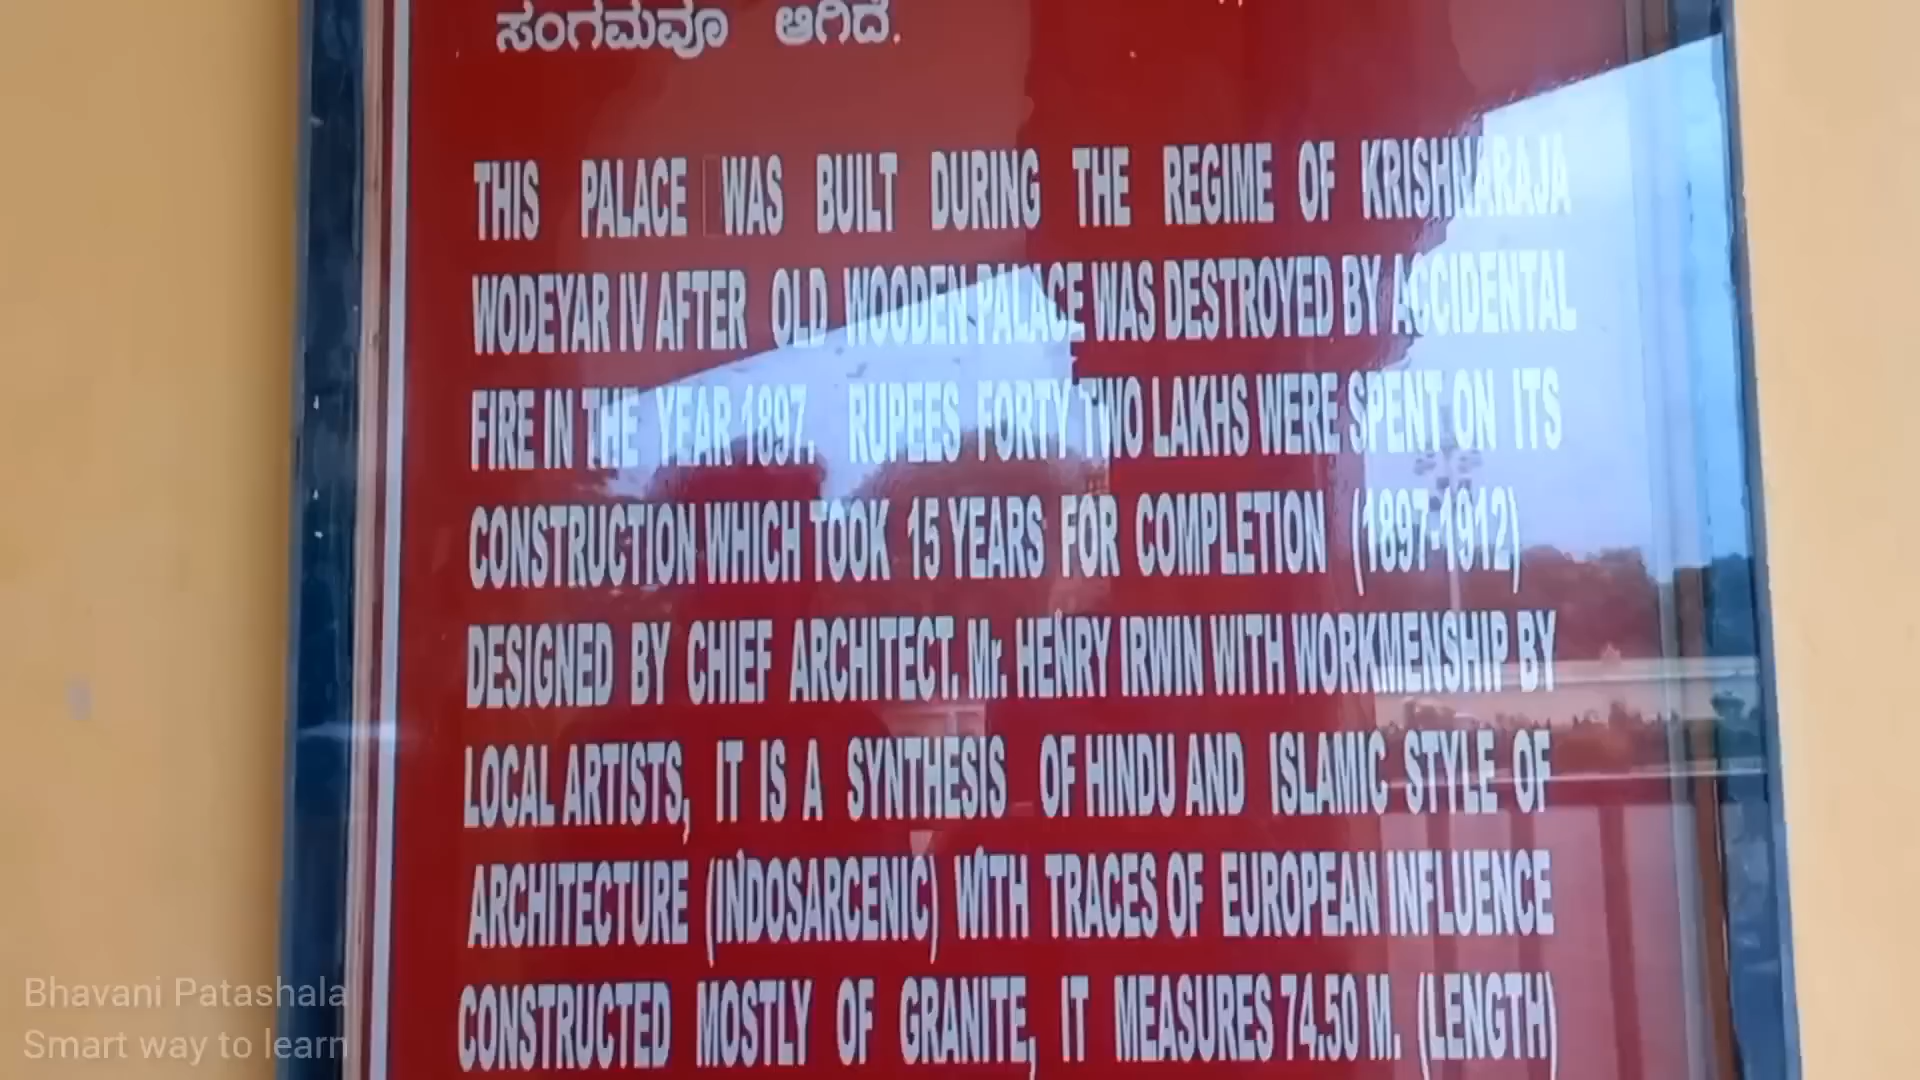 ಸಂಗಮವೂ ಆಗಿದೆ.
THIS PALACE WAS BUILT DURING THE REGIME OF KRISHNARAJA
WODEYAR IV AFTER OLD WOODEN PALACE WAS DESTROYED BY ACCIDENTAL
FIRE IN THE YEAR 1897. RUPEES FORTY TWO LAKHS WERE SPENT ON ITS
CONSTRUCTION WHICH TOOK 15 YEARS FOR COMPLETION (1897-1912)
DESIGNED BY CHIEF ARCHITECT. Mr. HENRY IRWIN WITH WORKMENSHIP BY
LOCAL ARTISTS, IT IS A SYNTHESIS OF HINDU AND ISLAMIC STYLE OF
ARCHITECTURE (INDOSARCENIC) WITH TRACES OF EUROPEAN INFLUENCE
CONSTRUCTED MOSTLY OF GRANITE, IT MEASURES 74.50 M. (LENGTH)
Bhavani Patashala
Smart way to learn